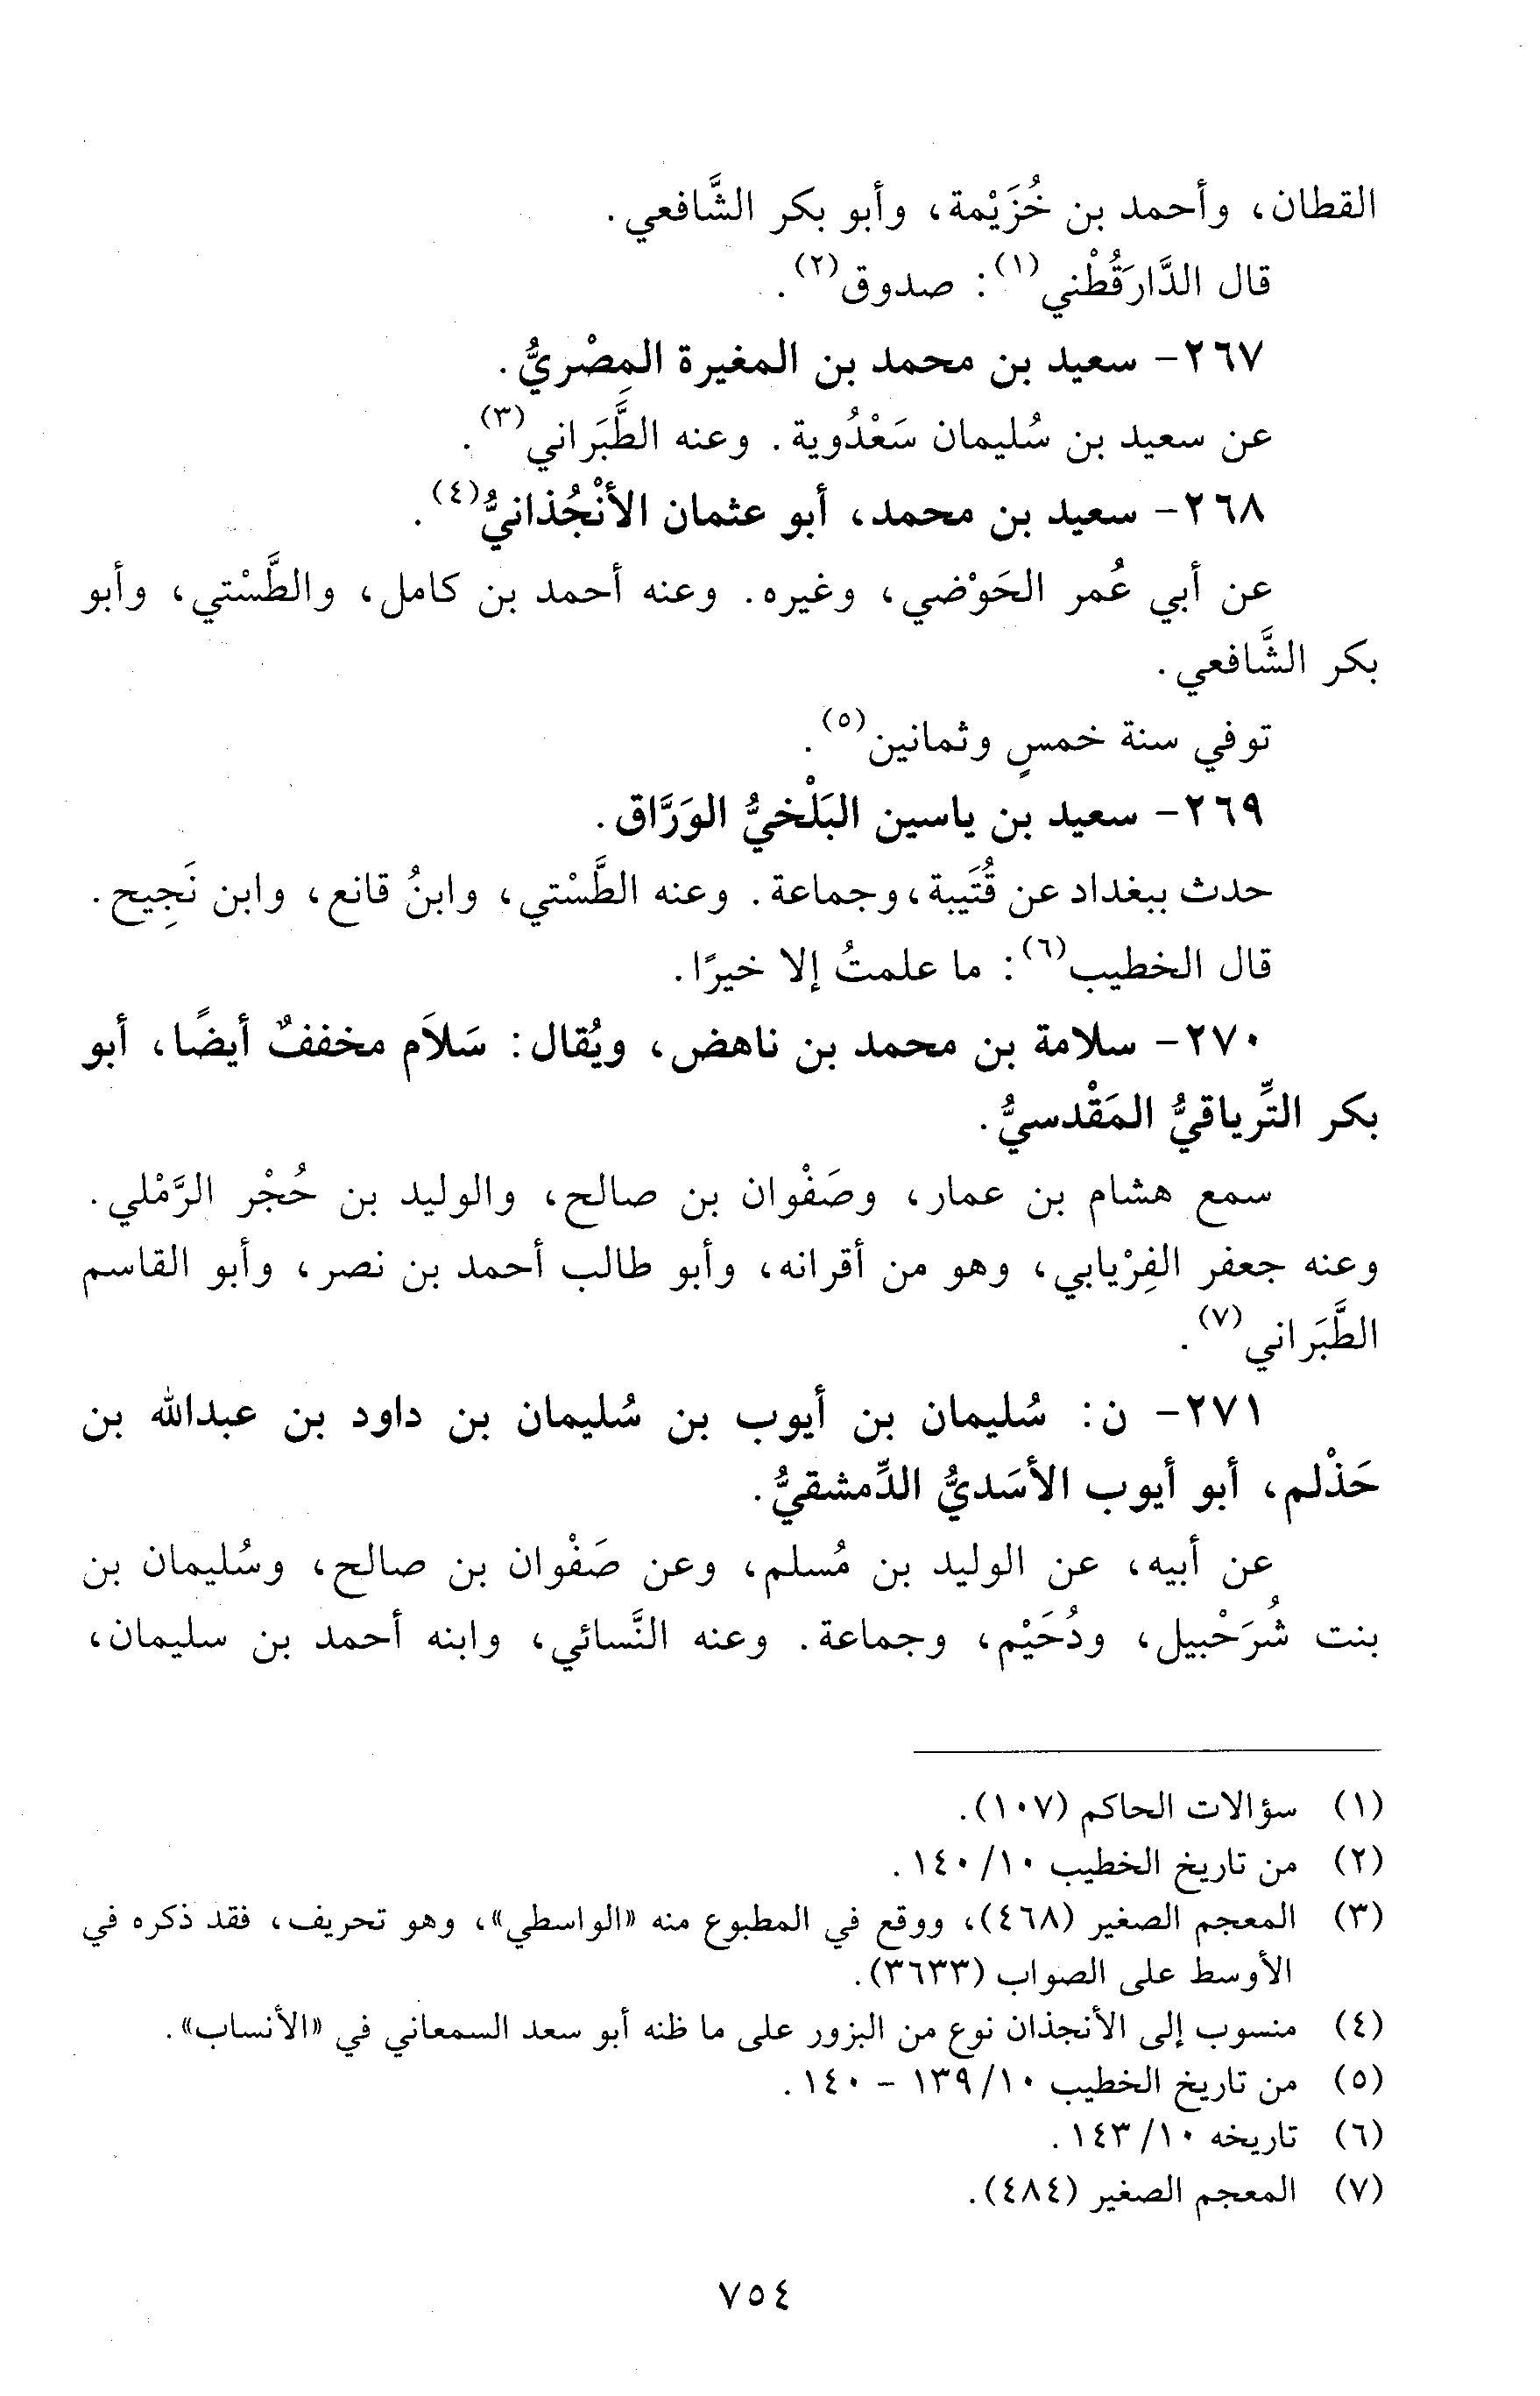 القطان، وأحمد بن خُزَيْمة، وأبو بكر الشَّافعي.
قال الدَّارَقُطْني(١): صدوق(٢).
٢٦٧- سعيد بن محمد بن المغيرة المِصْريُّ.
عن سعيد بن سُليمان سَعْدُوية. وعنه الطَّبَراني(٣).
٢٦٨- سعيد بن محمد، أبو عثمان الأنْجُذانيُّ(٤).
عن أبي عُمر الحَوْضي، وغيره. وعنه أحمد بن كامل، والطَّسْتي، وأبو
بكر الشَّافعي.
توفي سنة خمسٍ وثمانين(٥).
٢٦٩- سعيد بن ياسين البَلْخيُّ الوَرَّاق.
حدث ببغداد عن قُتَيبة، وجماعة. وعنه الطَّسْتي، وابنُ قانع، وابن نَجِيح.
قال الخطيب(٦): ما علمتُ إلا خيرًا.
٢٧٠- سلامة بن محمد بن ناهض، ويُقال: سَلاَم مخففٌ أيضًا، أبو
بكر التِّرياقيُّ المَقْدسيُّ.
سمع هشام بن عمار، وصَفْوان بن صالح، والوليد بن حُجْر الرَّمْلي.
وعنه جعفر الفِرْيابي، وهو من أقرانه، وأبو طالب أحمد بن نصر، وأبو القاسم
الطَّبَراني(٧).
٢٧١- ن: سُليمان بن أيوب بن سُليمان بن داود بن عبدالله بن
حَذْلم، أبو أيوب الأسَديُّ الدِّمشقيُّ.
عن أبيه، عن الوليد بن مُسلم، وعن صَفْوان بن صالح، وسُليمان بن
بنت شُرَحْبيل، ودُحَيْم، وجماعة. وعنه النَّسائي، وابنه أحمد بن سليمان،
(١) سؤالات الحاكم (١٠٧).
(٢) من تاريخ الخطيب ١٠/ ١٤٠.
(٣) المعجم الصغير (٤٦٨)، ووقع في المطبوع منه «الواسطي»، وهو تحريف، فقد ذكره في
الأوسط على الصواب (٣٦٣٣).
(٤) منسوب إلى الأنجذان نوع من البزور على ما ظنه أبو سعد السمعاني في «الأنساب».
(٥) من تاريخ الخطيب ١٠/ ١٣٩ - ١٤٠.
(٦) تاريخه ١٠/ ١٤٣.
(٧) المعجم الصغير (٤٨٤).
٧٥٤